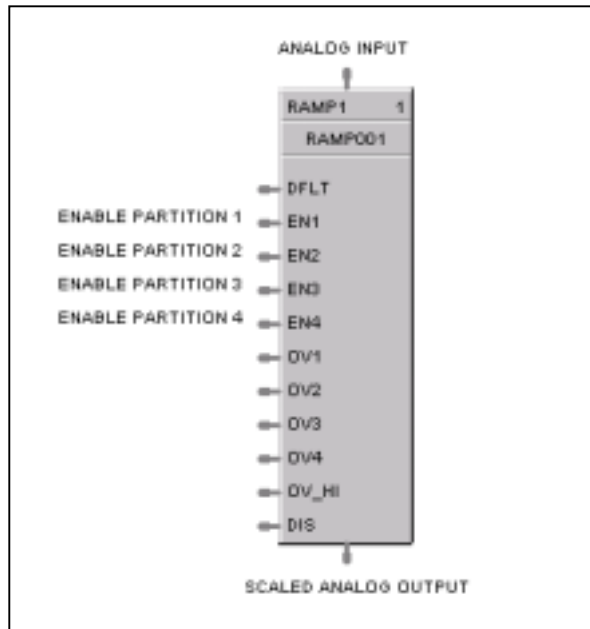 ANALOG INPUT
RAMP1 1
RAMP001
DFLT
ENABLE PARTITION 1 EN1
ENABLE PARTITION 2 EN2
ENABLE PARTITION 3 EN3
ENABLE PARTITION 4 EN4
OV1
OV2
OV3
OV4
OV_HI
DIS
SCALED ANALOG OUTPUT